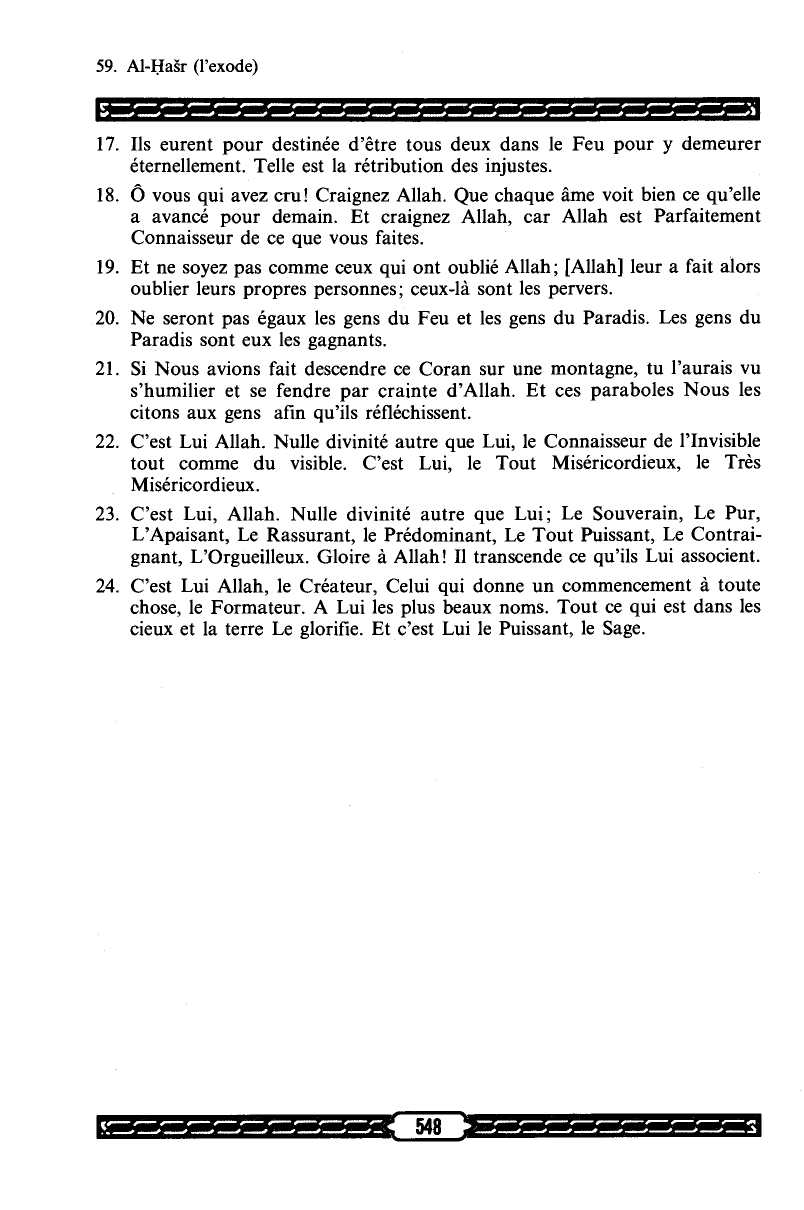 59. Al-Ḥašr (l'exode)
17. Ils eurent pour destinée d'être tous deux dans le Feu pour y demeurer
éternellement. Telle est la rétribution des injustes.
18. Ô vous qui avez cru! Craignez Allah. Que chaque âme voit bien ce qu'elle
a avancé pour demain. Et craignez Allah, car Allah est Parfaitement
Connaisseur de ce que vous faites.
19. Et ne soyez pas comme ceux qui ont oublié Allah; [Allah] leur a fait alors
oublier leurs propres personnes; ceux-là sont les pervers.
20. Ne seront pas égaux les gens du Feu et les gens du Paradis. Les gens du
Paradis sont eux les gagnants.
21. Si Nous avions fait descendre ce Coran sur une montagne, tu l'aurais vu
s'humilier et se fendre par crainte d'Allah. Et ces paraboles Nous les
citons aux gens afin qu'ils réfléchissent.
22. C'est Lui Allah. Nulle divinité autre que Lui, le Connaisseur de l'Invisible
tout comme du visible. C'est Lui, le Tout Miséricordieux, le Très
Miséricordieux.
23. C'est Lui, Allah. Nulle divinité autre que Lui; Le Souverain, Le Pur,
L'Apaisant, Le Rassurant, le Prédominant, Le Tout Puissant, Le Contrai-
gnant, L'Orgueilleux. Gloire à Allah! Il transcende ce qu'ils Lui associent.
24. C'est Lui Allah, le Créateur, Celui qui donne un commencement à toute
chose, le Formateur. A Lui les plus beaux noms. Tout ce qui est dans les
cieux et la terre Le glorifie. Et c'est Lui le Puissant, le Sage.
548